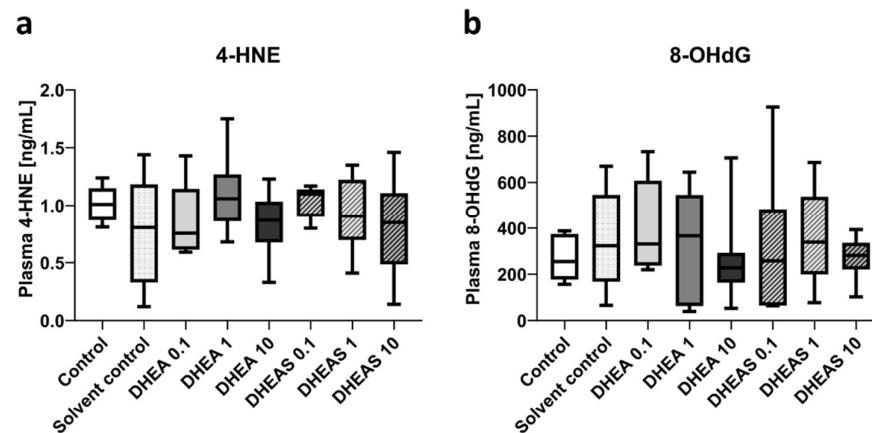 a
4-HNE
Plasma 4-HNE [ng/mL]
2.0
1.5
1.0
0.5
0.0
Control
Solvent control
DHEA 0.1
DHEA 1
DHEA 10
DHEAS 0.1
DHEAS 1
DHEAS 10
b
8-OHdG
Plasma 8-OHdG [ng/mL]
1000
800
600
400
200
0
Control
Solvent control
DHEA 0.1
DHEA 1
DHEA 10
DHEAS 0.1
DHEAS 1
DHEAS 10